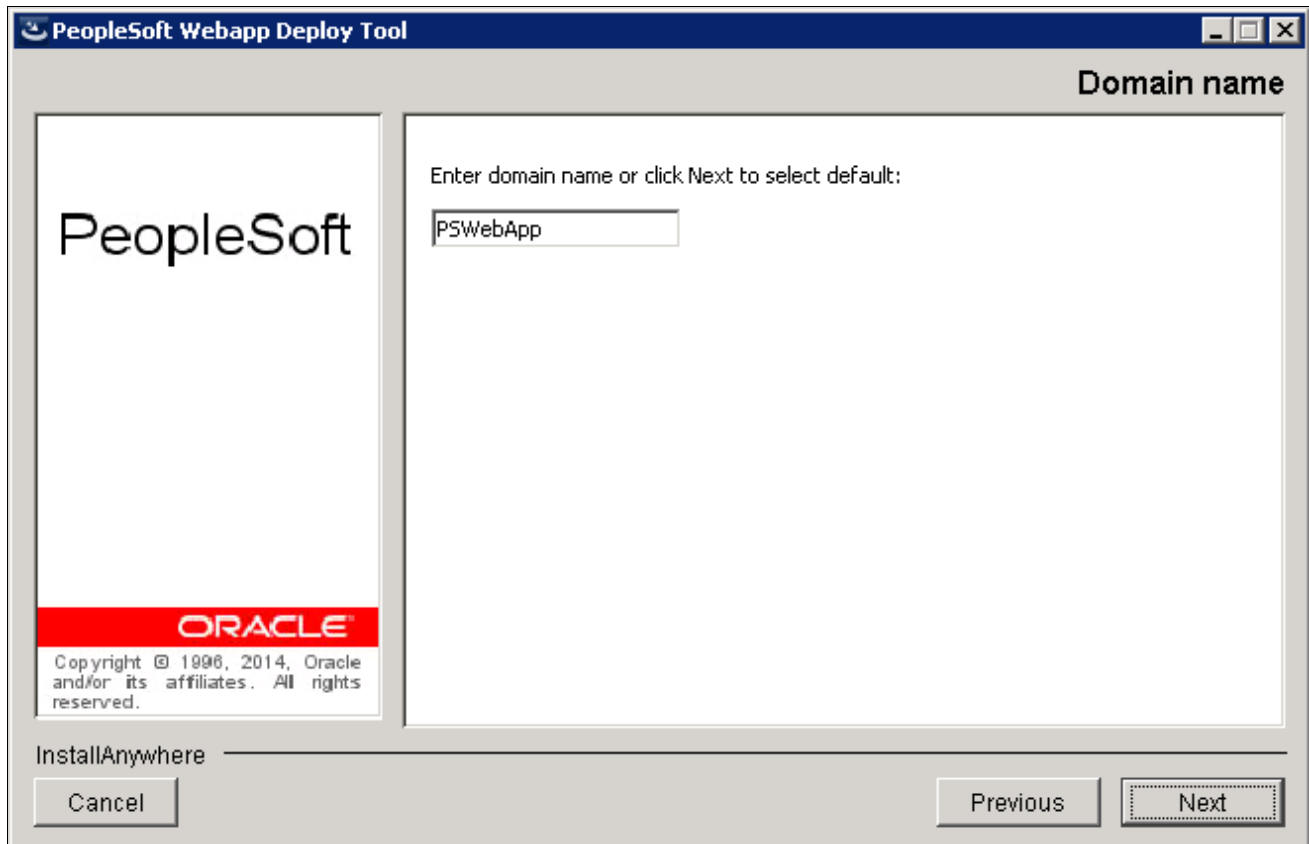 PeopleSoft Webapp Deploy Tool
Domain name
PeopleSoft
Enter domain name or click Next to select default:
PSWebApp
ORACLE
Copyright © 1996, 2014, Oracle
and/or its affiliates. All rights
reserved.
InstallAnywhere
Cancel
Previous
Next